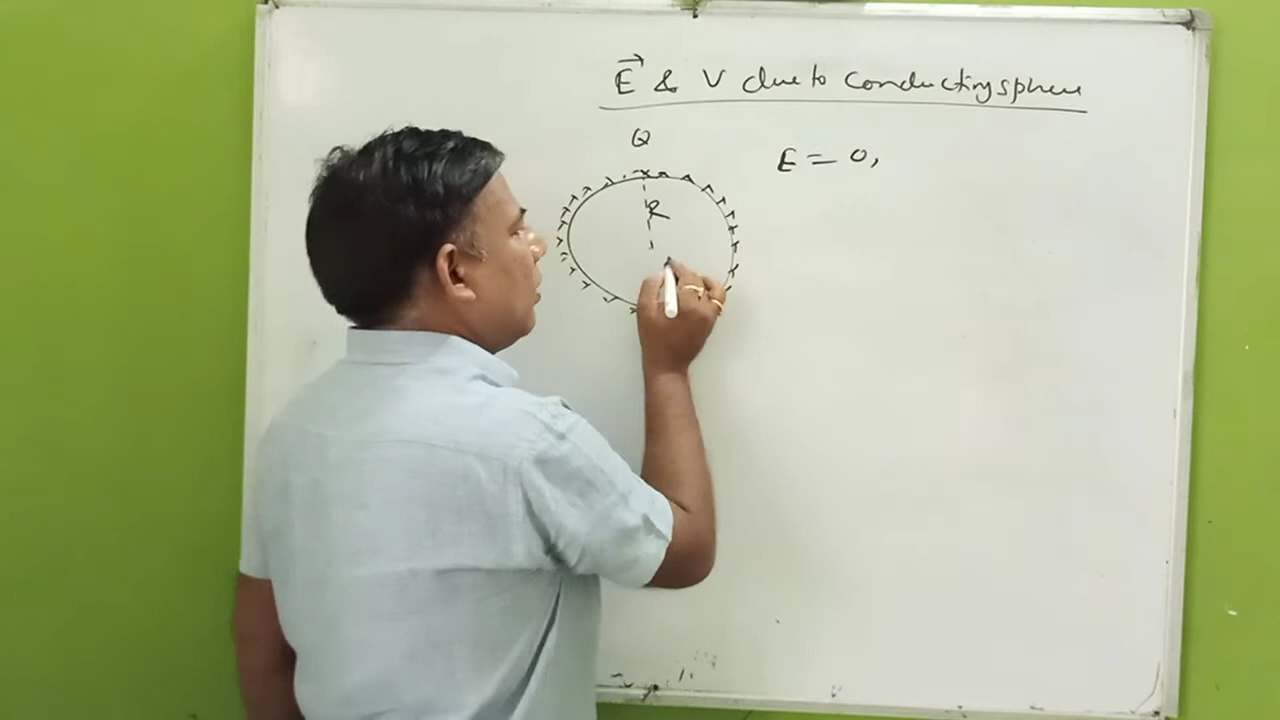 E⃗ & V due to conducting sphere
Q
E = 0,
R